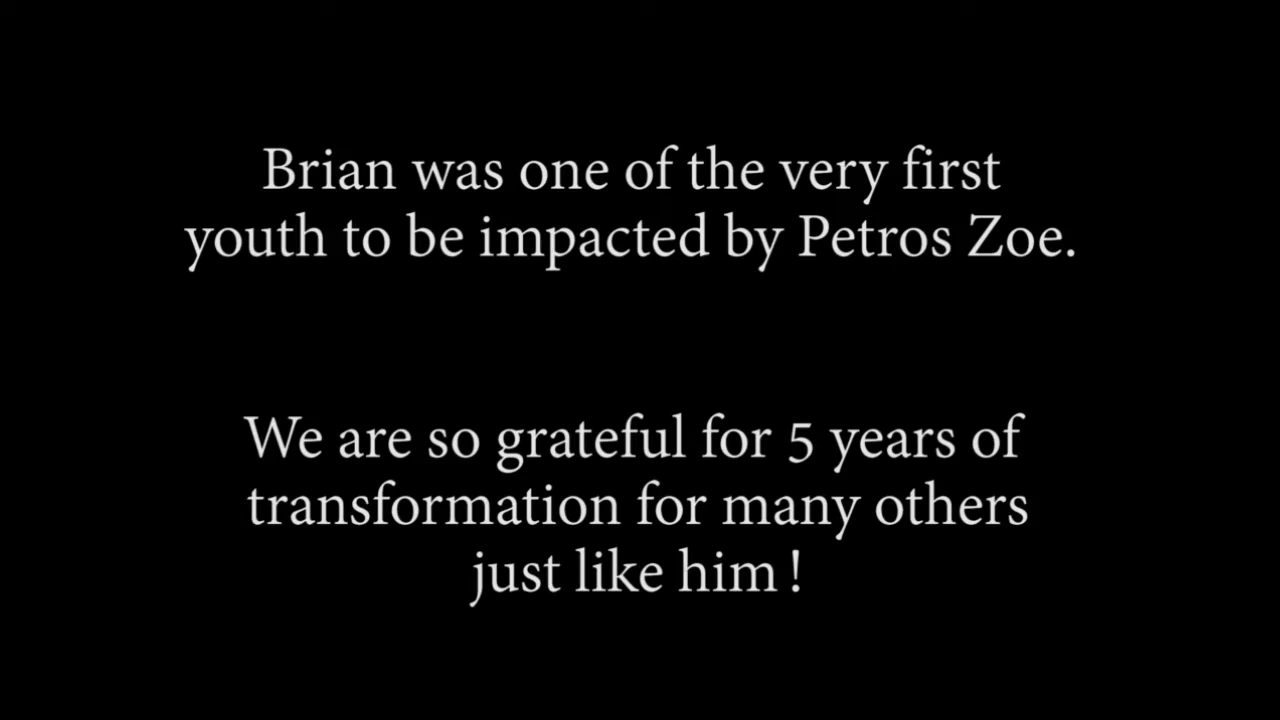 Brian was one of the very first
youth to be impacted by Petros Zoe.
We are so grateful for 5 years of
transformation for many others
just like him !